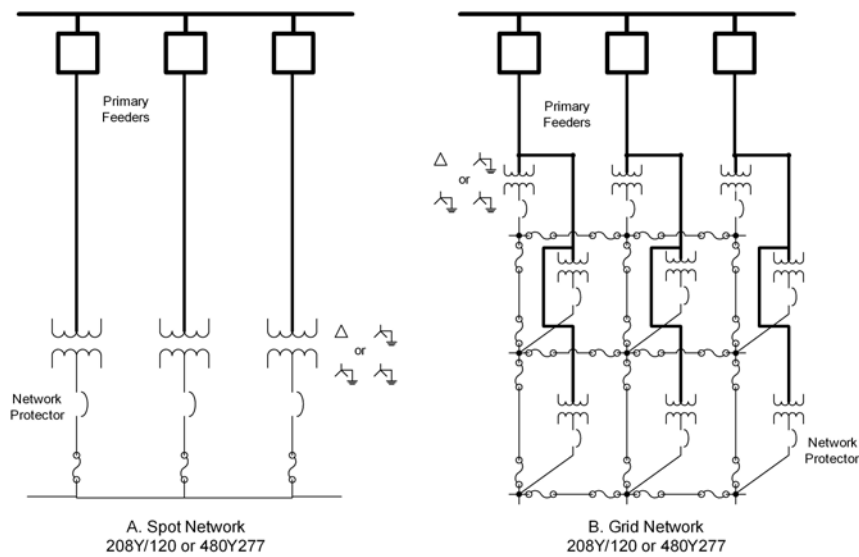 Primary
Feeders
Δ
or
Network
Protector
A. Spot Network
208Y/120 or 480Y277
Primary
Feeders
Δ
or
Network
Protector
B. Grid Network
208Y/120 or 480Y277